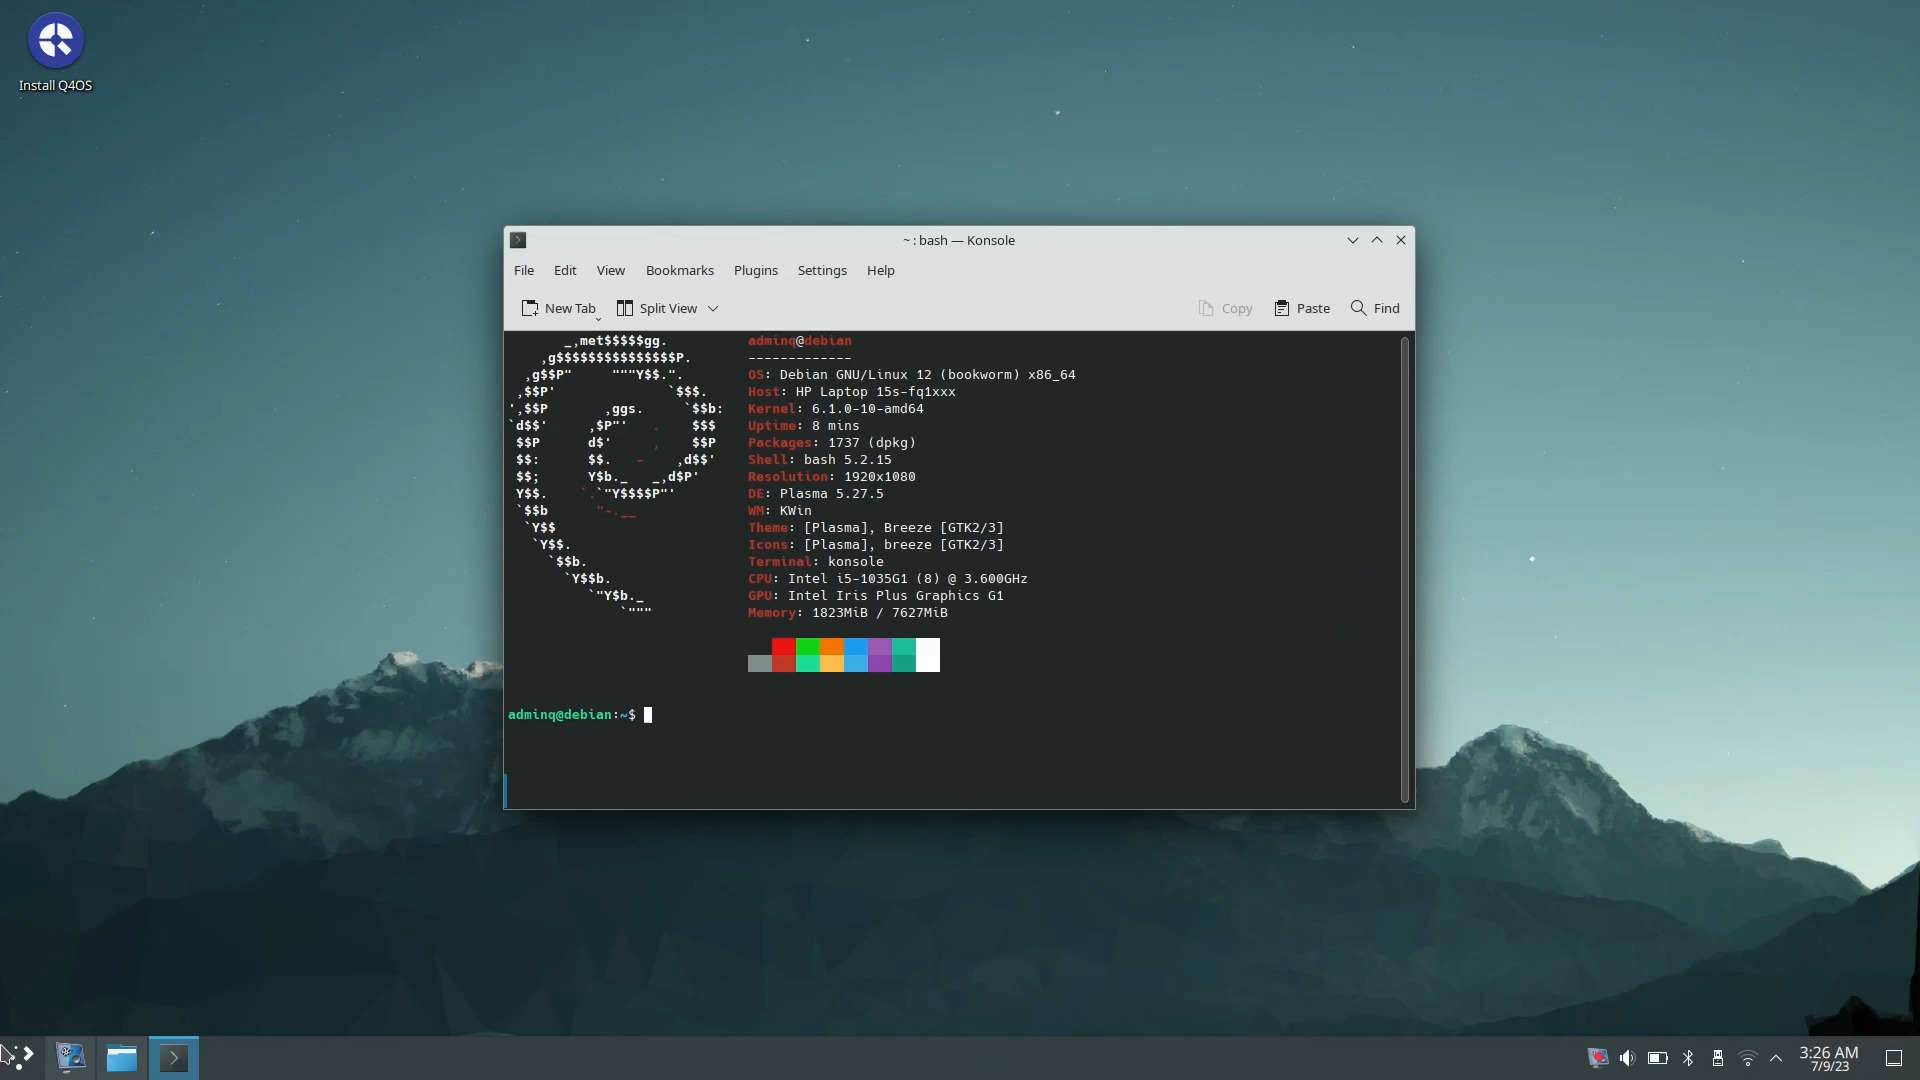 Install Q4OS
~ : bash — Konsole
File Edit View Bookmarks Plugins Settings Help
New Tab Split View Copy Paste Find
       _,met$$$$$gg.          adminq@debian
    ,g$$$$$$$$$$$$$$$P.       -------------
  ,g$$P"     """Y$$.".        OS: Debian GNU/Linux 12 (bookworm) x86_64
 ,$$P'              `$$$.     Host: HP Laptop 15s-fq1xxx
',$$P       ,ggs.     `$$b:   Kernel: 6.1.0-10-amd64
`d$$'     ,$P"'   .    $$$    Uptime: 8 mins
 $$P      d$'     ,    $$P    Packages: 1737 (dpkg)
 $$:      $$.   -    ,d$$'    Shell: bash 5.2.15
 $$;      Y$b._   _,d$P'      Resolution: 1920x1080
 Y$$.    `.`"Y$$$$P"'         DE: Plasma 5.27.5
 `$$b      "-.__              WM: KWin
  `Y$$                        Theme: [Plasma], Breeze [GTK2/3]
   `Y$$.                      Icons: [Plasma], breeze [GTK2/3]
     `$$b.                    Terminal: konsole
       `Y$$b.                 CPU: Intel i5-1035G1 (8) @ 3.600GHz
          `"Y$b._             GPU: Intel Iris Plus Graphics G1
              `"""            Memory: 1823MiB / 7627MiB
adminq@debian:~$
3:26 AM
7/9/23